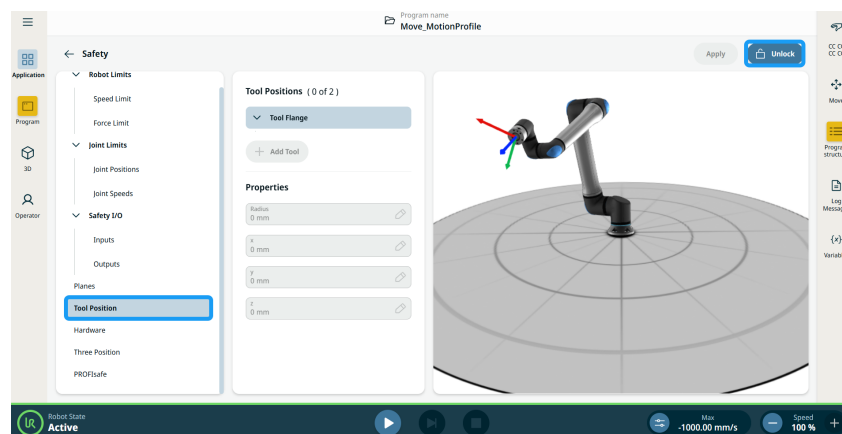 Program name
Move_MotionProfile
Safety
Apply
Unlock
Application
Program
3D
Operator
Robot Limits
Speed Limit
Force Limit
Joint Limits
Joint Positions
Joint Speeds
Safety I/O
Inputs
Outputs
Planes
Tool Position
Hardware
Three Position
PROFIsafe
Tool Positions ( 0 of 2 )
Tool Flange
Add Tool
Properties
Radius
0 mm
x
0 mm
y
0 mm
z
0 mm
Move
Log
{x}
UR
Robot State
Active
Max
-1000.00 mm/s
Speed
100 %